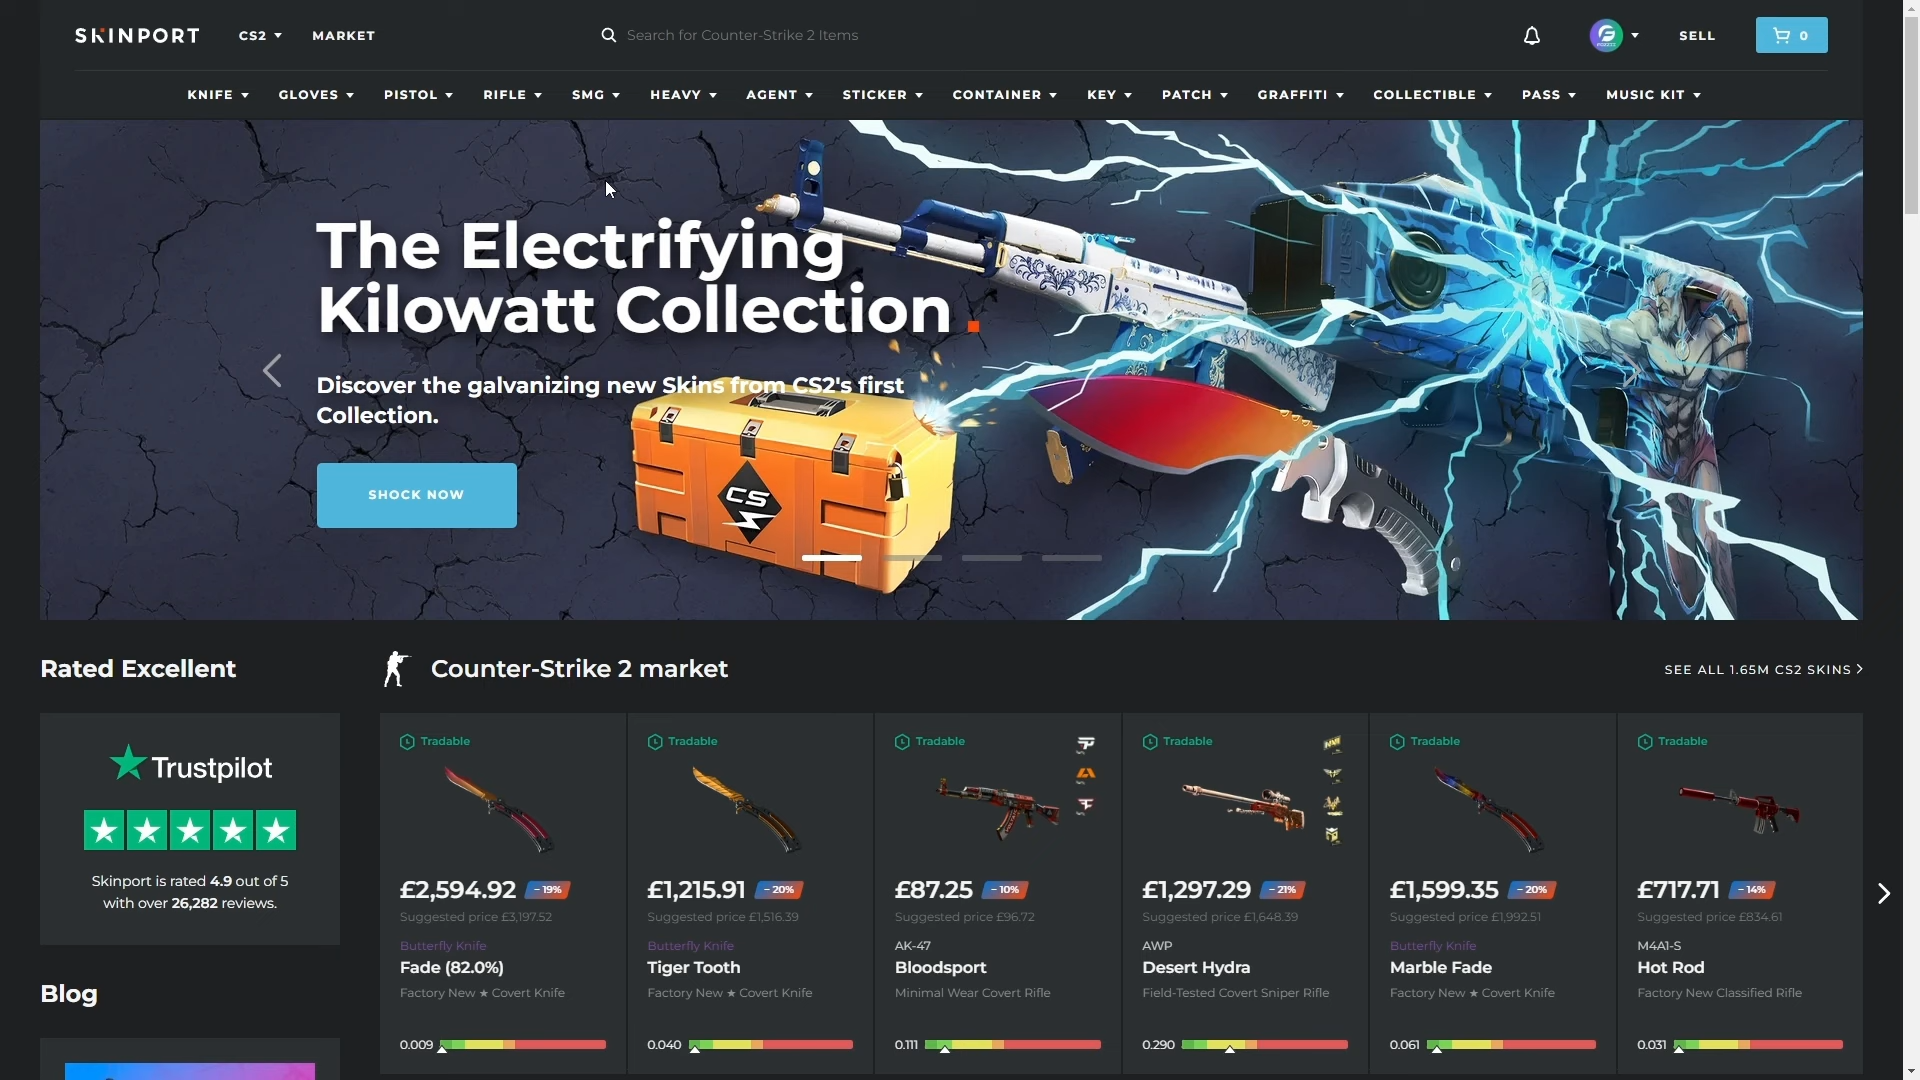 SKINPORT
CS2
MARKET
Search for Counter-Strike 2 Items
SELL
0
KNIFE
GLOVES
PISTOL
RIFLE
SMG
HEAVY
AGENT
STICKER
CONTAINER
KEY
PATCH
GRAFFITI
COLLECTIBLE
PASS
MUSIC KIT
The Electrifying
Kilowatt Collection.
Discover the galvanizing new Skins from CS2's first
Collection.
SHOCK NOW
CS
Rated Excellent
Trustpilot
Skinport is rated 4.9 out of 5
with over 26,282 reviews.
Blog
Counter-Strike 2 market
SEE ALL 1.65M CS2 SKINS
Tradable
£2,594.92 - 19%
Suggested price £3,197.52
Butterfly Knife
Fade (82.0%)
Factory New ★ Covert Knife
0.009
Tradable
£1,215.91 - 20%
Suggested price £1,516.39
Butterfly Knife
Tiger Tooth
Factory New ★ Covert Knife
0.040
Tradable
£87.25 - 10%
Suggested price £96.72
AK-47
Bloodsport
Minimal Wear Covert Rifle
0.111
Tradable
£1,297.29 - 21%
Suggested price £1,648.39
AWP
Desert Hydra
Field-Tested Covert Sniper Rifle
0.290
Tradable
£1,599.35 - 20%
Suggested price £1,992.51
Butterfly Knife
Marble Fade
Factory New ★ Covert Knife
0.061
Tradable
£717.71 - 14%
Suggested price £834.61
M4A1-S
Hot Rod
Factory New Classified Rifle
0.031